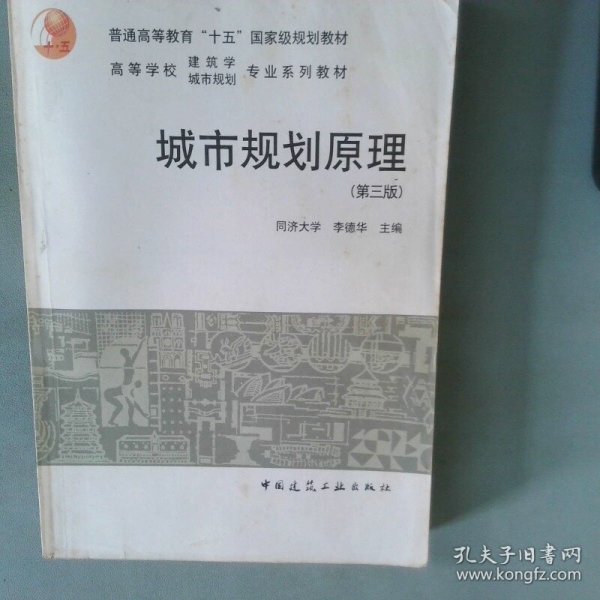 十·五
普通高等教育“十五”国家级规划教材
高等学校 建筑学 城市规划 专业系列教材
城市规划原理
(第三版)
同济大学 李德华 主编
中国建筑工业出版社
孔夫子旧书网
www.kongfz.com